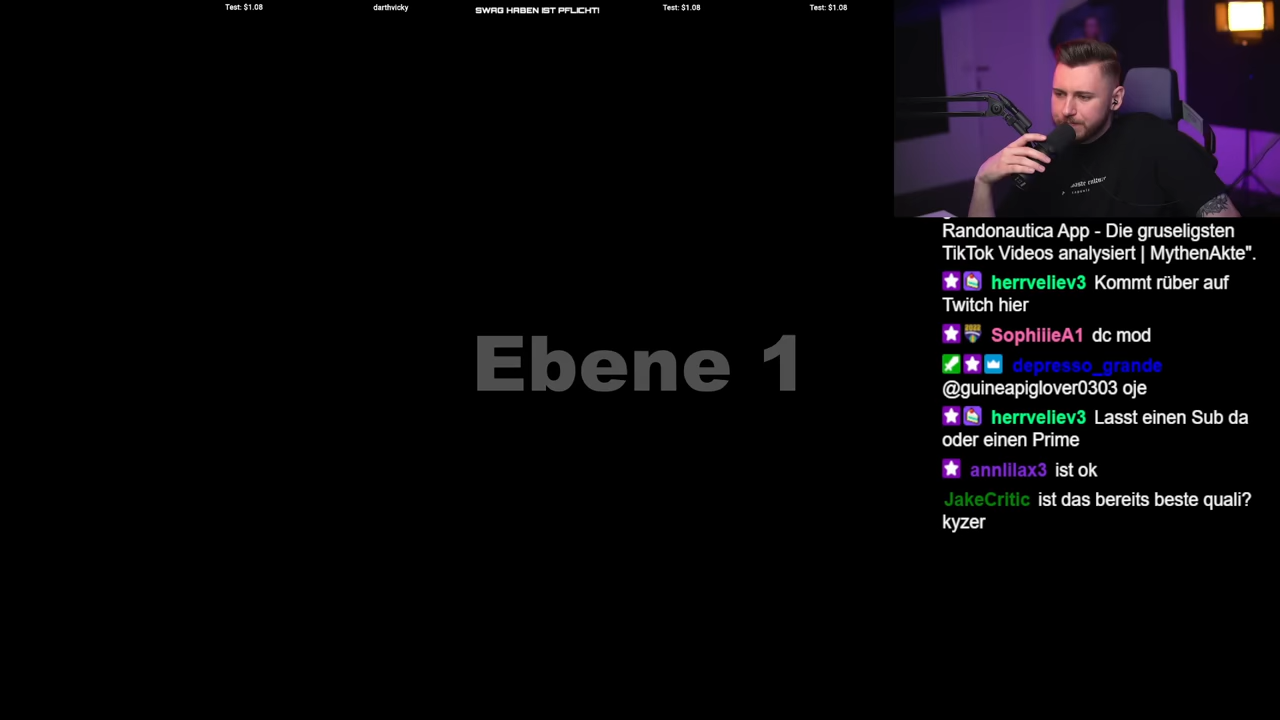 Test: $1.08
darthvicky
SWAG HABEN IST PFLICHT!
Test: $1.08
Test: $1.08
Randonautica App - Die gruseligsten
TikTok Videos analysiert | MythenAkte".
herrveliev3 Kommt rüber auf
Twitch hier
SophiiieA1 dc mod
depresso_grande
@guineapiglover0303 oje
herrveliev3 Lasst einen Sub da
oder einen Prime
annlilax3 ist ok
JakeCritic ist das bereits beste quali?
kyzer
Ebene 1